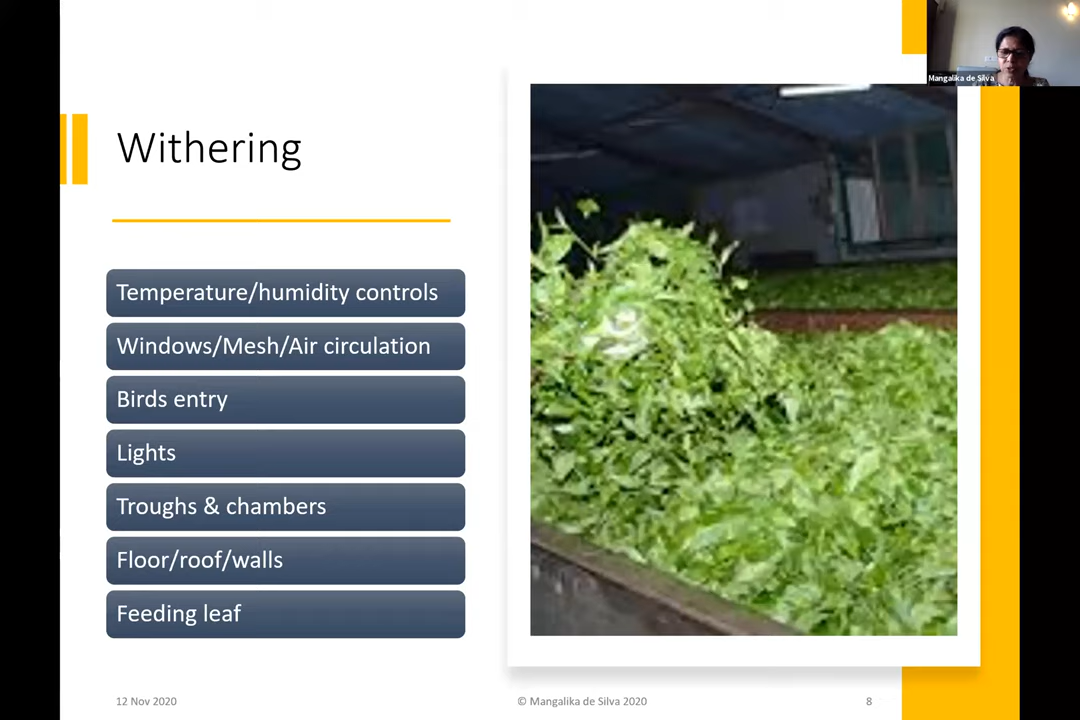 Mangalika de Silva
Withering
Temperature/humidity controls
Windows/Mesh/Air circulation
Birds entry
Lights
Troughs & chambers
Floor/roof/walls
Feeding leaf
12 Nov 2020
© Mangalika de Silva 2020
8